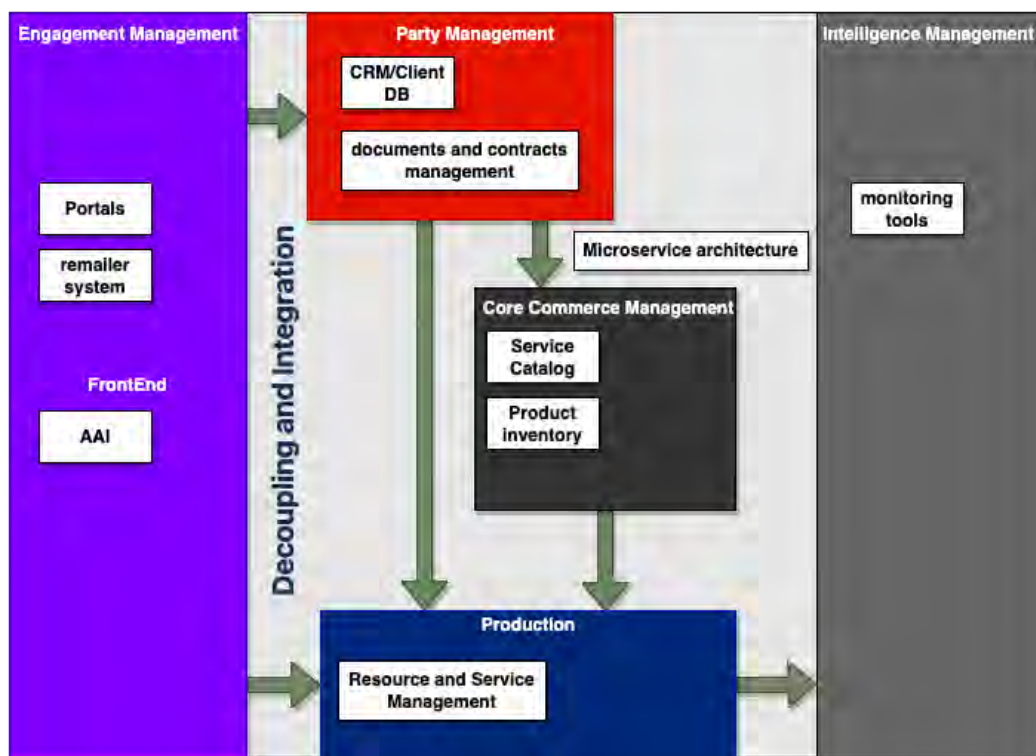 Engagement Management
Portals
remailer
system
FrontEnd
AAI
Decoupling and Integration
Party Management
CRM/Client
DB
documents and contracts
management
Microservice architecture
Core Commerce Management
Service
Catalog
Product
inventory
Production
Resource and Service
Management
Intelligence Management
monitoring
tools